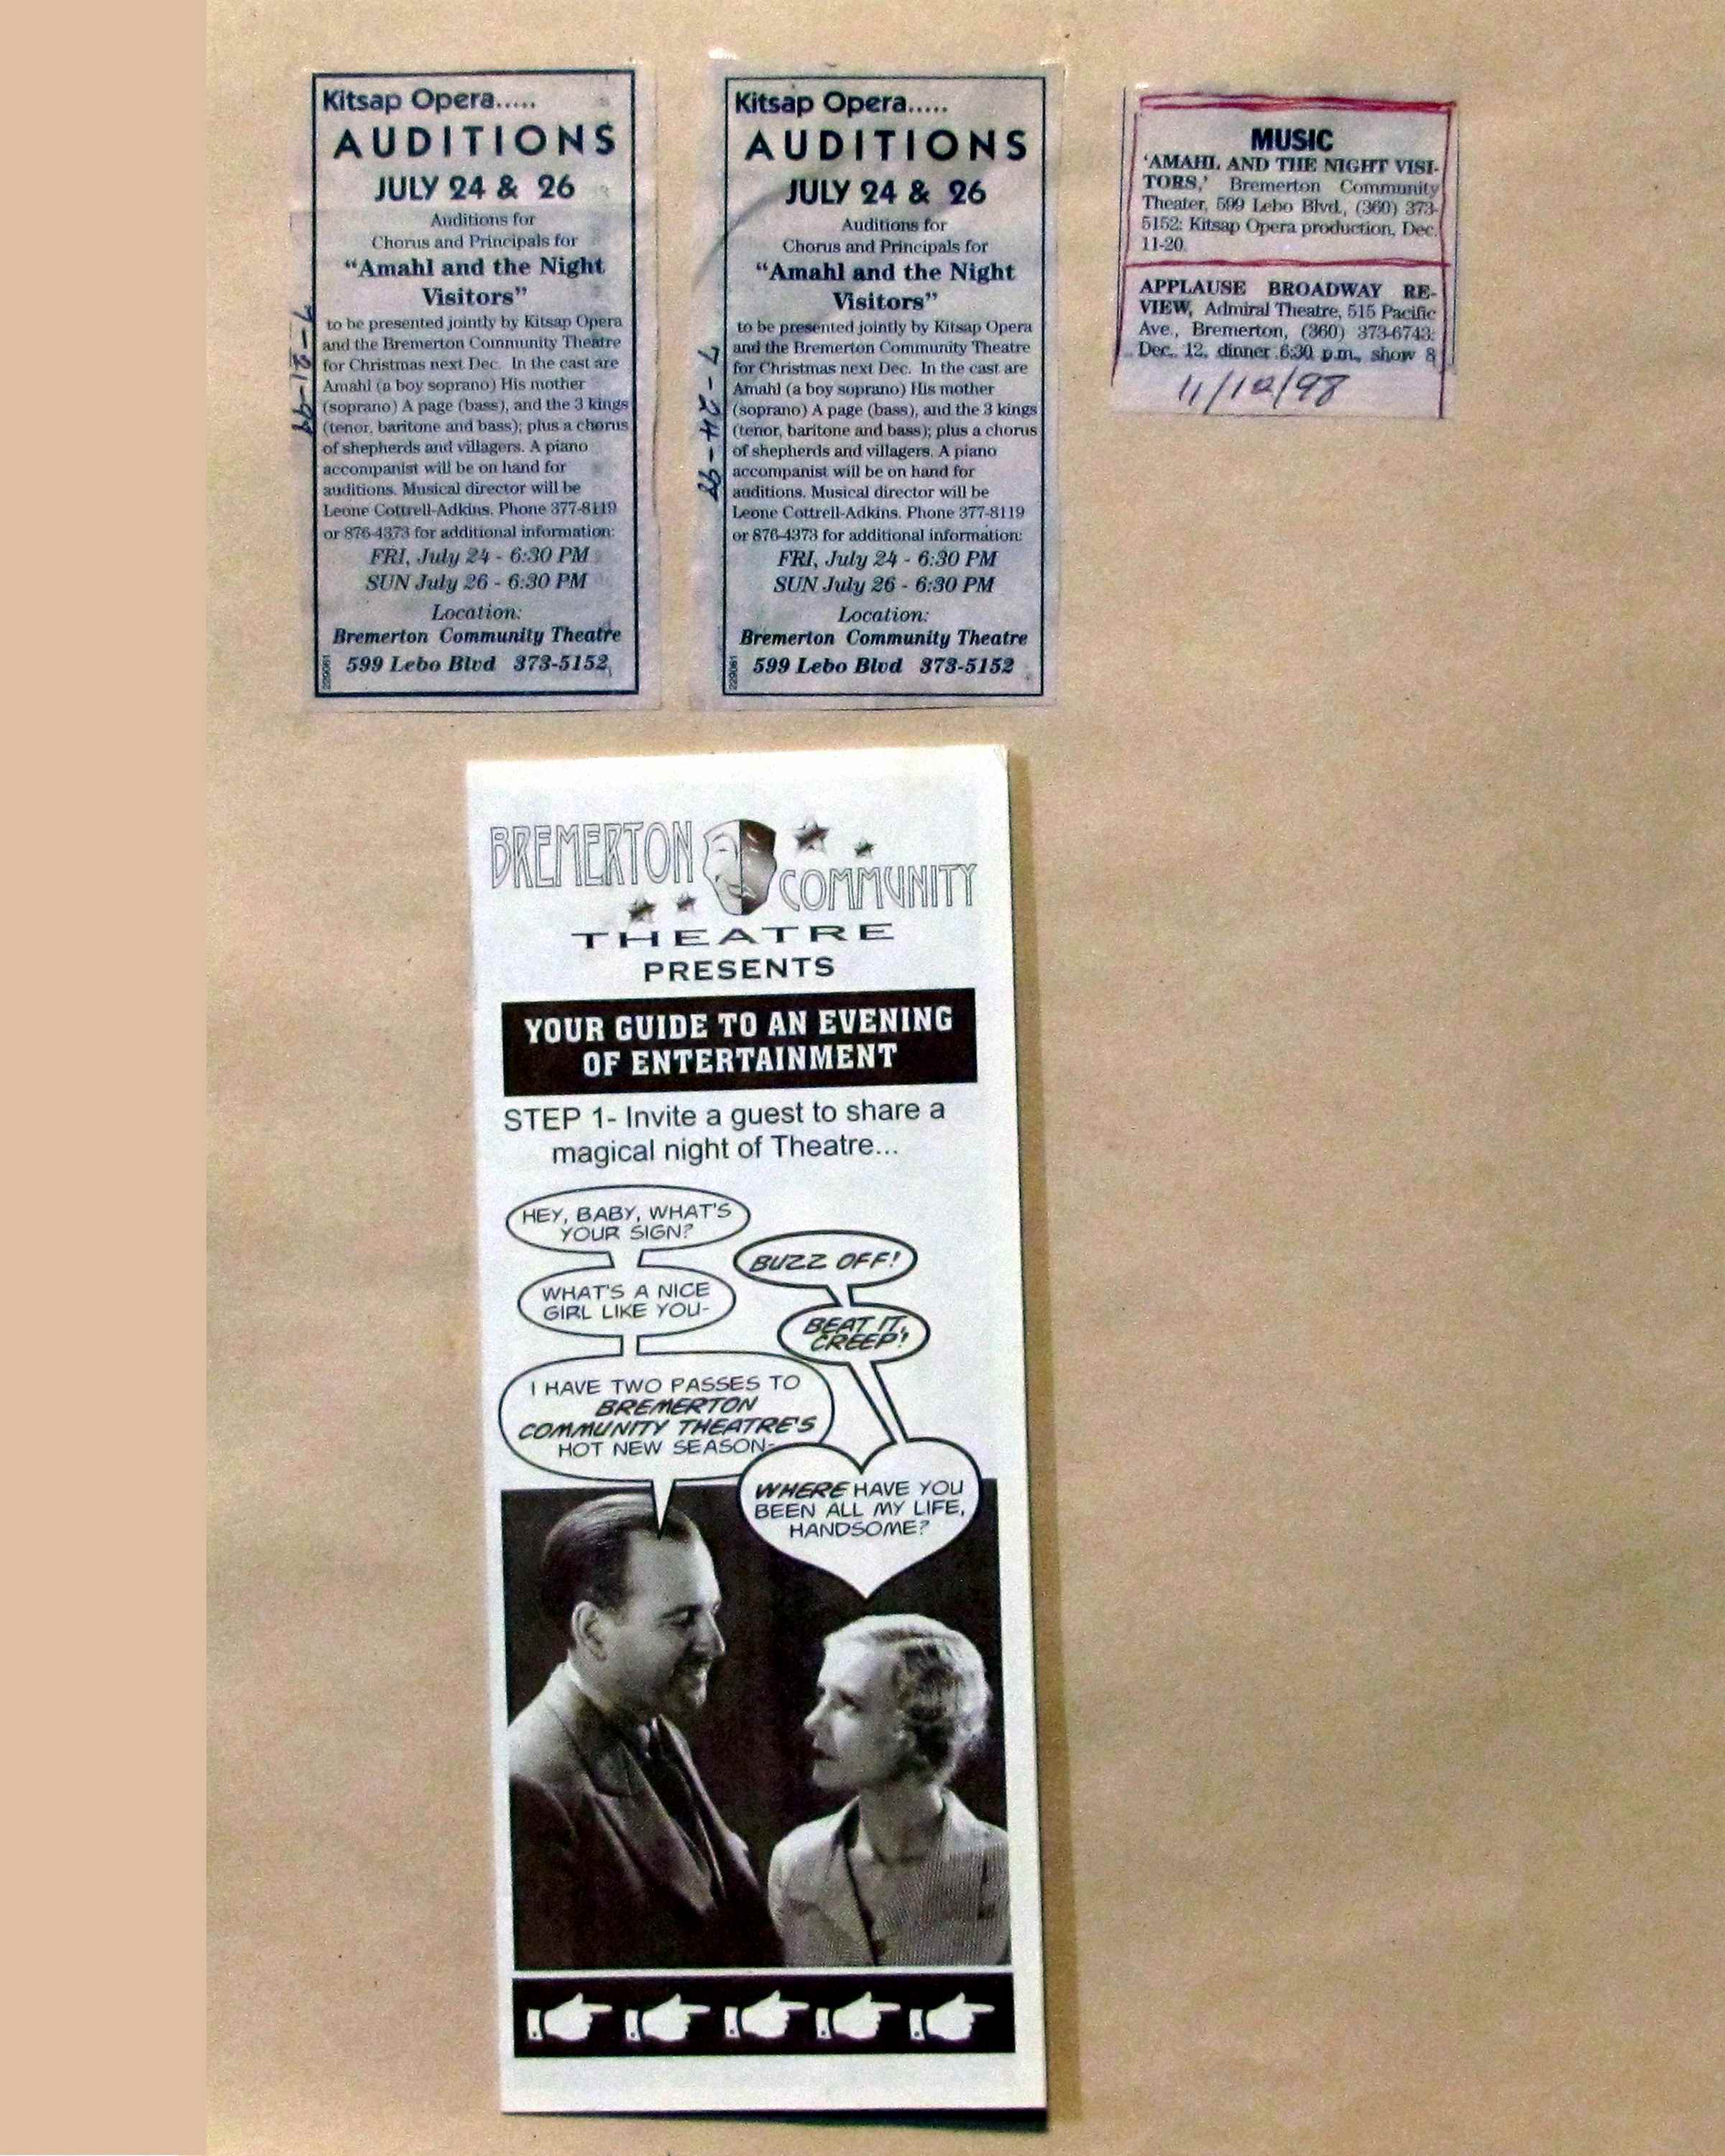 Kitsap Opera.....
AUDITIONS
JULY 24 & 26
Auditions for
Chorus and Principals for
“Amahl and the Night
Visitors”
to be presented jointly by Kitsap Opera
and the Bremerton Community Theatre
for Christmas next Dec. In the cast are
Amahl (a boy soprano) His mother
(soprano) A page (bass), and the 3 kings
(tenor, baritone and bass); plus a chorus
of shepherds and villagers. A piano
accompanist will be on hand for
auditions. Musical director will be
Leone Cottrell-Adkins. Phone 377-8119
or 876-4373 for additional information:
FRI, July 24 - 6:30 PM
SUN July 26 - 6:30 PM
Location:
Bremerton Community Theatre
599 Lebo Blvd 373-5152
229061
7-21-98
Kitsap Opera.....
AUDITIONS
JULY 24 & 26
Auditions for
Chorus and Principals for
“Amahl and the Night
Visitors”
to be presented jointly by Kitsap Opera
and the Bremerton Community Theatre
for Christmas next Dec. In the cast are
Amahl (a boy soprano) His mother
(soprano) A page (bass), and the 3 kings
(tenor, baritone and bass); plus a chorus
of shepherds and villagers. A piano
accompanist will be on hand for
auditions. Musical director will be
Leone Cottrell-Adkins. Phone 377-8119
or 876-4373 for additional information:
FRI, July 24 - 6:30 PM
SUN July 26 - 6:30 PM
Location:
Bremerton Community Theatre
599 Lebo Blvd 373-5152
229061
7-24-98
MUSIC
‘AMAHL AND THE NIGHT VISI-
TORS,’ Bremerton Community
Theater, 599 Lebo Blvd., (360) 373-
5152: Kitsap Opera production, Dec.
11-20.
APPLAUSE BROADWAY RE-
VIEW, Admiral Theatre, 515 Pacific
Ave., Bremerton, (360) 373-6743:
Dec. 12, dinner 6:30 p.m., show 8
11/12/98
BREMERTON COMMUNITY
THEATRE
PRESENTS
YOUR GUIDE TO AN EVENING
OF ENTERTAINMENT
STEP 1- Invite a guest to share a
magical night of Theatre...
HEY, BABY, WHAT'S
YOUR SIGN?
BUZZ OFF!
WHAT'S A NICE
GIRL LIKE YOU-
BEAT IT,
CREEP!
I HAVE TWO PASSES TO
BREMERTON
COMMUNITY THEATRE'S
HOT NEW SEASON-
WHERE HAVE YOU
BEEN ALL MY LIFE,
HANDSOME?